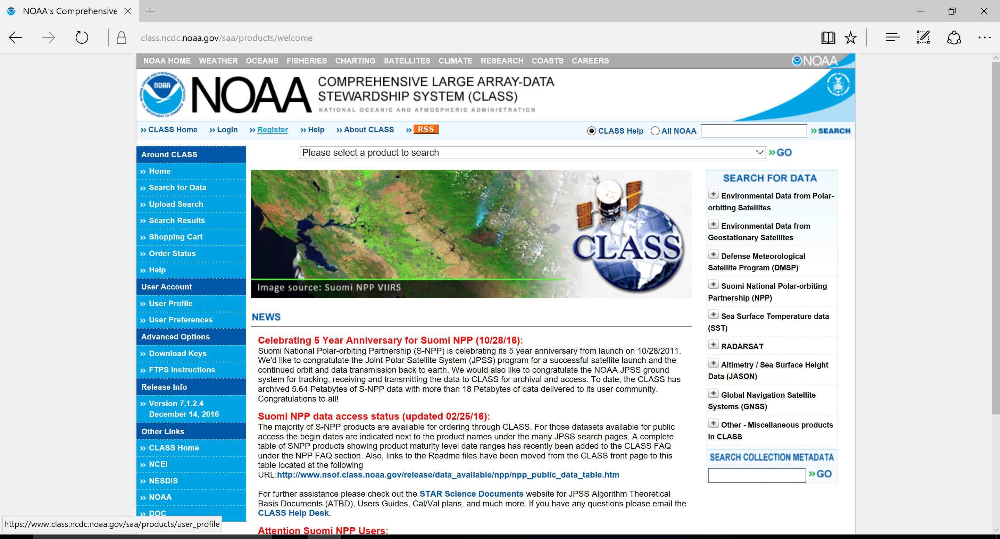 NOAA's Comprehensive
class.ncdc.noaa.gov/saa/products/welcome
NOAA HOME WEATHER OCEANS FISHERIES CHARTING SATELLITES CLIMATE RESEARCH COASTS CAREERS
NOAA
NATIONAL OCEANIC AND ATMOSPHERIC ADMINISTRATION
U.S. DEPARTMENT OF COMMERCE
NOAA
NOAA
COMPREHENSIVE LARGE ARRAY-DATA
STEWARDSHIP SYSTEM (CLASS)
NATIONAL OCEANIC AND ATMOSPHERIC ADMINISTRATION
» CLASS Home » Login » Register » Help » About CLASS » RSS
CLASS Help All NOAA » SEARCH
Please select a product to search » GO
Around CLASS
» Home
» Search for Data
» Upload Search
» Search Results
» Shopping Cart
» Order Status
» Help
User Account
» User Profile
» User Preferences
Advanced Options
» Download Keys
» FTPS Instructions
Release Info
» Version 7.1.2.4
December 14, 2016
Other Links
» CLASS Home
» NCEI
» NESDIS
» NOAA
» DOC
https://www.class.ncdc.noaa.gov/saa/products/user_profile
CLASS
Image source: Suomi NPP VIIRS
NEWS
Celebrating 5 Year Anniversary for Suomi NPP (10/28/16):
Suomi National Polar-orbiting Partnership (S-NPP) is celebrating its 5 year anniversary from launch on 10/28/2011.
We'd like to congratulate the Joint Polar Satellite System (JPSS) program for a successful satellite launch and the
continued orbit and data transmission back to earth. We would also like to congratulate the NOAA JPSS ground
system for tracking, receiving and transmitting the data to CLASS for archival and access. To date, the CLASS has
archived 5.64 Petabytes of S-NPP data with more than 18 Petabytes of data delivered to its user community.
Congratulations to all!
Suomi NPP data access status (updated 02/25/16):
The majority of S-NPP products are available for ordering through CLASS. For those datasets available for public
access the begin dates are indicated next to the product names under the many JPSS search pages. A complete
table of SNPP products showing product maturity level date ranges has recently been added to the CLASS FAQ
under the NPP FAQ section. Also, links to the Readme files have been moved from the CLASS front page to this
table located at the following
URL:http://www.nsof.class.noaa.gov/release/data_available/npp/npp_public_data_table.htm
For further assistance please check out the STAR Science Documents website for JPSS Algorithm Theoretical
Basis Documents (ATBD), Users Guides, Cal/Val plans, and much more. If you have any questions please email the
CLASS Help Desk.
Attention Suomi NPP Users:
SEARCH FOR DATA
Environmental Data from Polar-
orbiting Satellites
Environmental Data from
Geostationary Satellites
Defense Meteorological
Satellite Program (DMSP)
Suomi National Polar-orbiting
Partnership (NPP)
Sea Surface Temperature data
(SST)
RADARSAT
Altimetry / Sea Surface Height
Data (JASON)
Global Navigation Satellite
Systems (GNSS)
Other - Miscellaneous products
in CLASS
SEARCH COLLECTION METADATA
» GO